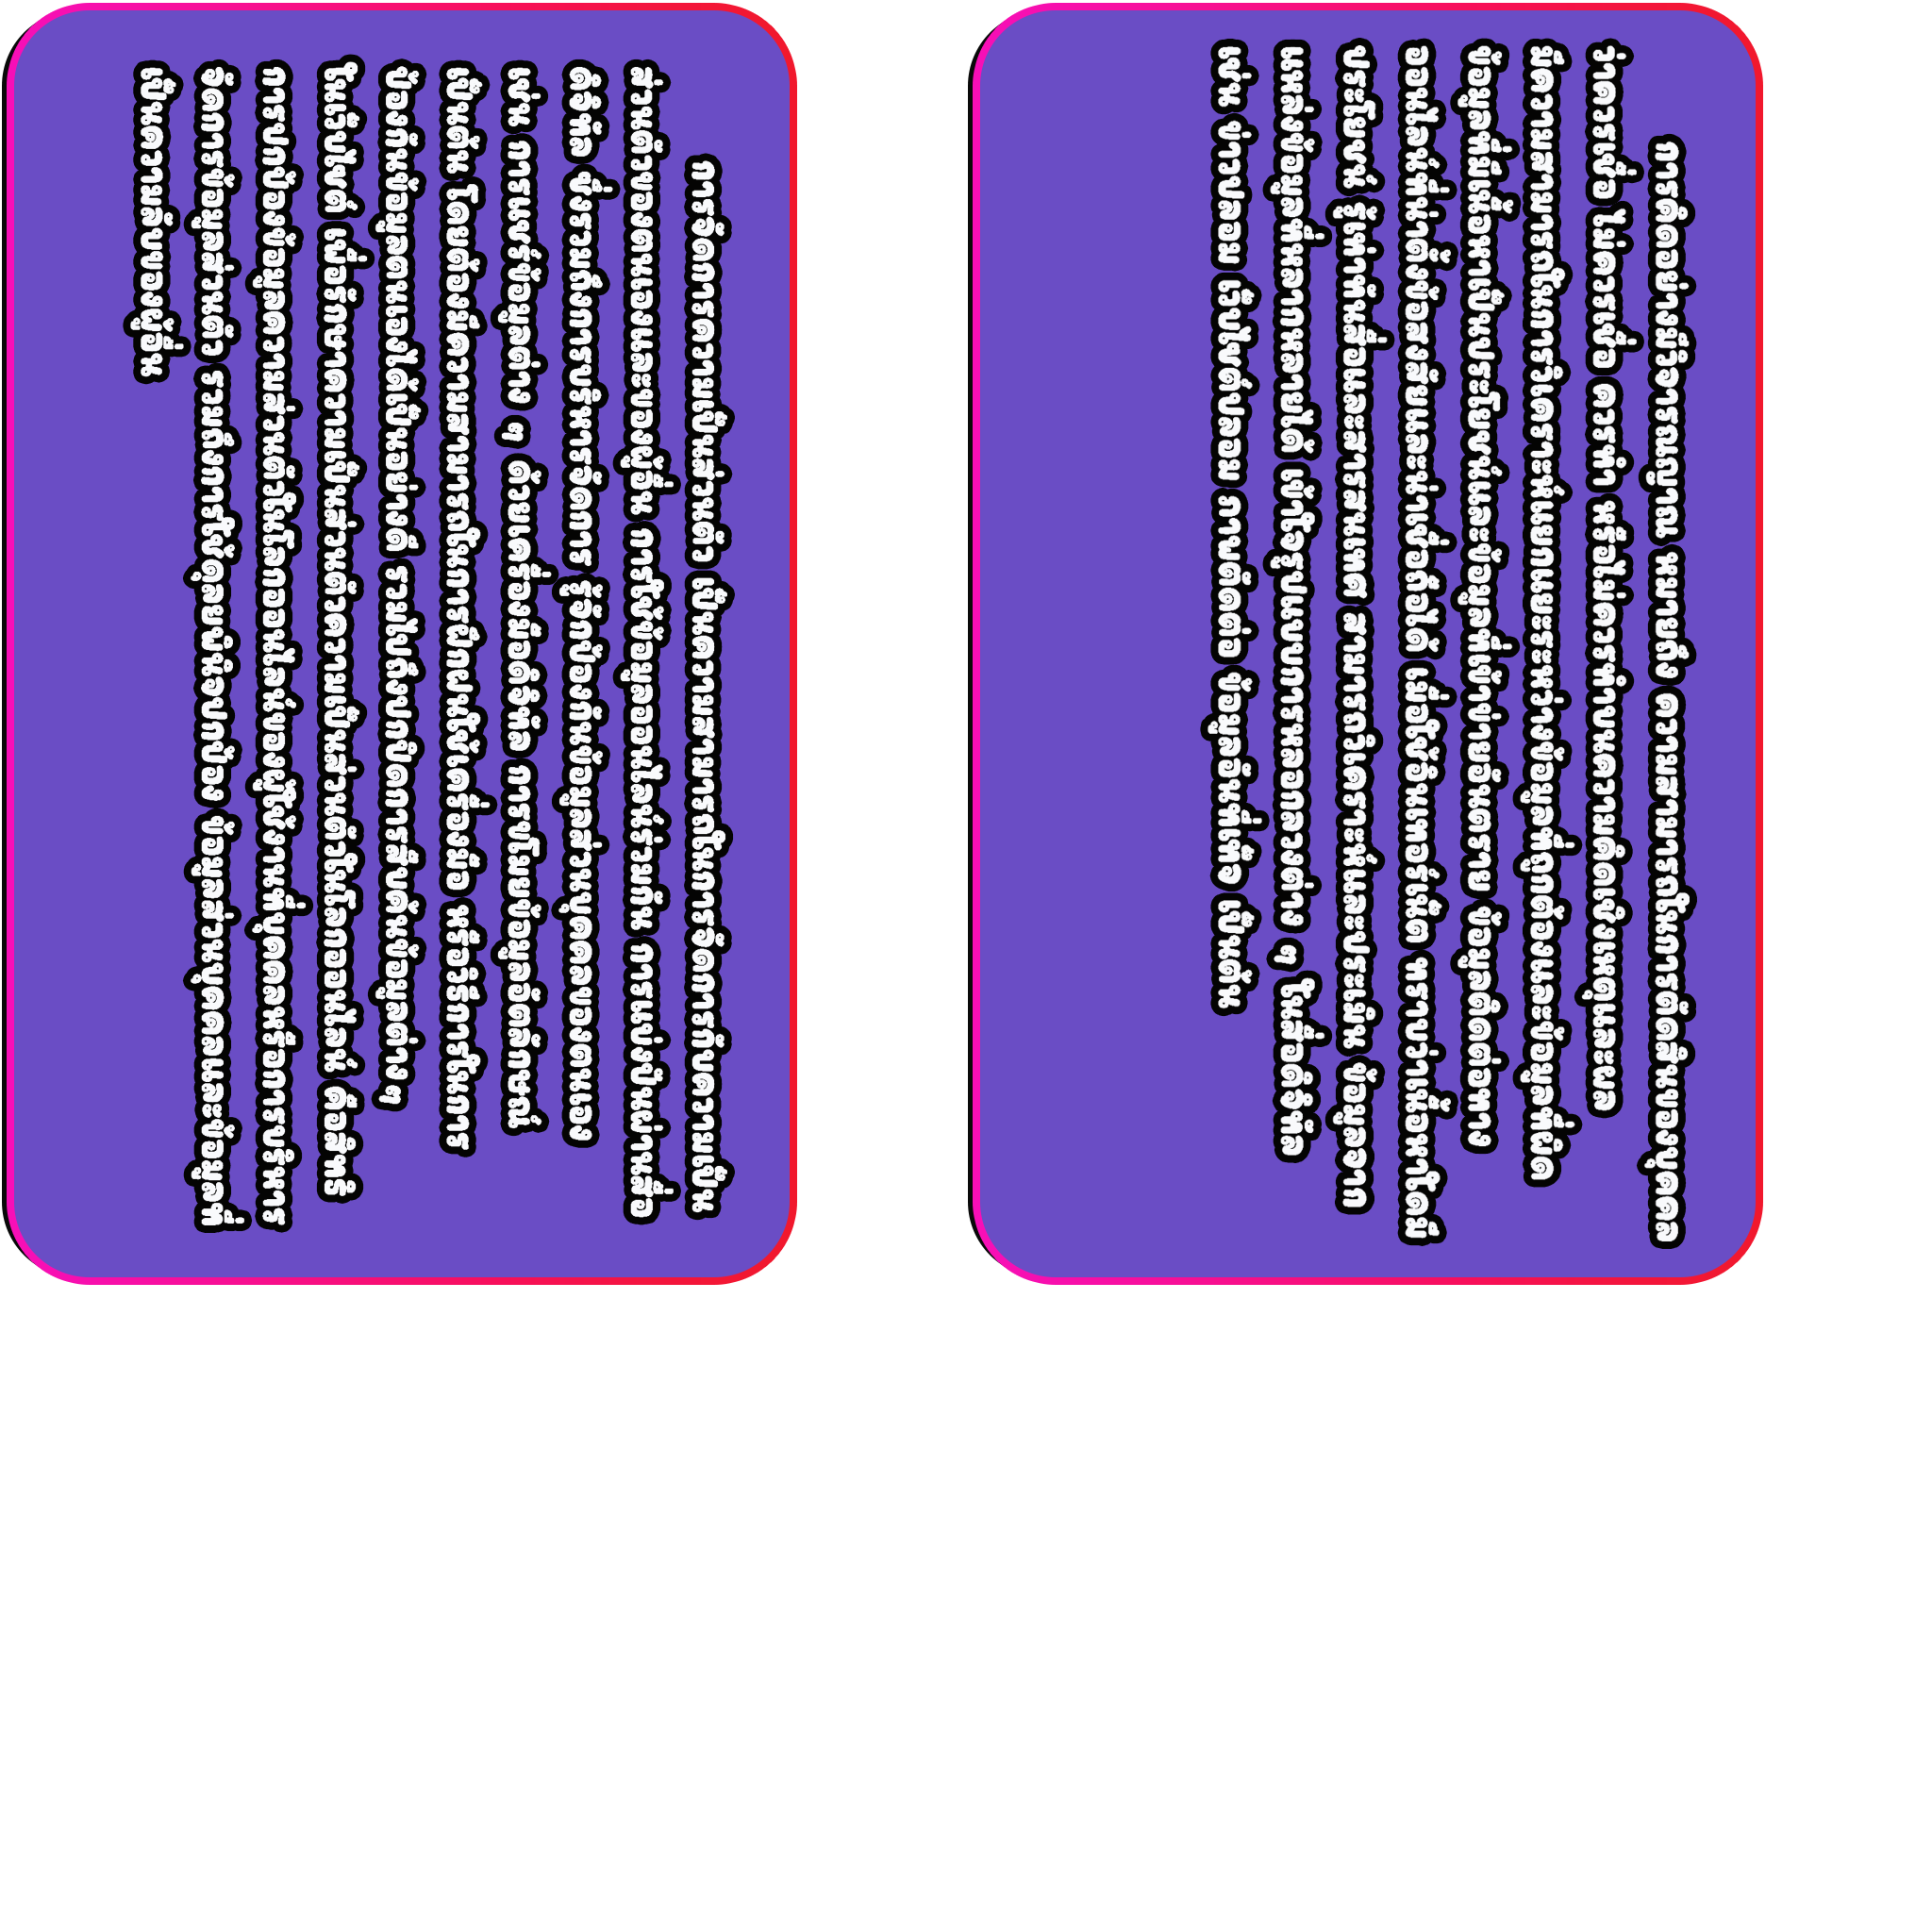 การคิดอย่างมีวิจารณญาณ หมายถึง ความสามารถในการตัดสินของบุคคล
ว่าควรเชื่อ ไม่ควรเชื่อ ควรทำ หรือไม่ควรทำตามความคิดเชิงเหตุและผล
มีความสามารถในการวิเคราะห์แยกแยะระหว่างข้อมูลที่ถูกต้องและข้อมูลที่ผิด
ข้อมูลที่มีเนื้อหาเป็นประโยชน์และข้อมูลที่เข้าข่ายอันตราย ข้อมูลติดต่อทาง
ออนไลน์ที่น่าตั้งข้อสงสัยและน่าเชื่อถือได้ เมื่อใช้อินเทอร์เน็ต ทราบว่าเนื้อหาใดมี
ประโยชน์ รู้เท่าทันสื่อและสารสนเทศ สามารถวิเคราะห์และประเมิน ข้อมูลจาก
แหล่งข้อมูลที่หลากหลายได้ เข้าใจรูปแบบการหลอกลวงต่าง ๆ ในสื่อดิจิทัล
เช่น ข่าวปลอม เว็บไซต์ปลอม ภาพตัดต่อ ข้อมูลอันที่เท็จ เป็นต้น
การจัดการความเป็นส่วนตัว เป็นความสามารถในการจัดการกับความเป็น
ส่วนตัวของตนเองและของผู้อื่น การใช้ข้อมูลออนไลน์ร่วมกัน การแบ่งปันผ่านสื่อ
ดิจิทัล ซึ่งรวมถึงการบริหารจัดการ รู้จักป้องกันข้อมูลส่วนบุคคลของตนเอง
เช่น การแชร์ข้อมูลต่าง ๆ ด้วยเครื่องมือดิจิทัล การขโมยข้อมูลอัตลักษณ์
เป็นต้น โดยต้องมีความสามารถในการฝึกฝนใช้เครื่องมือ หรือวิธีการในการ
ป้องกันข้อมูลตนเองได้เป็นอย่างดี รวมไปถึงปกปิดการสืบค้นข้อมูลต่าง ๆ
ในเว็บไซต์ เพื่อรักษาความเป็นส่วนตัว ความเป็นส่วนตัวในโลกออนไลน์ คือสิทธิ์
การปกป้องข้อมูลความส่วนตัวในโลกออนไลน์ของผู้ใช้งานที่บุคคลหรือการบริหาร
จัดการข้อมูลส่วนตัว รวมถึงการใช้ดุลยพินิจปกป้อง ข้อมูลส่วนบุคคลและข้อมูลที่
เป็นความลับของผู้อื่น